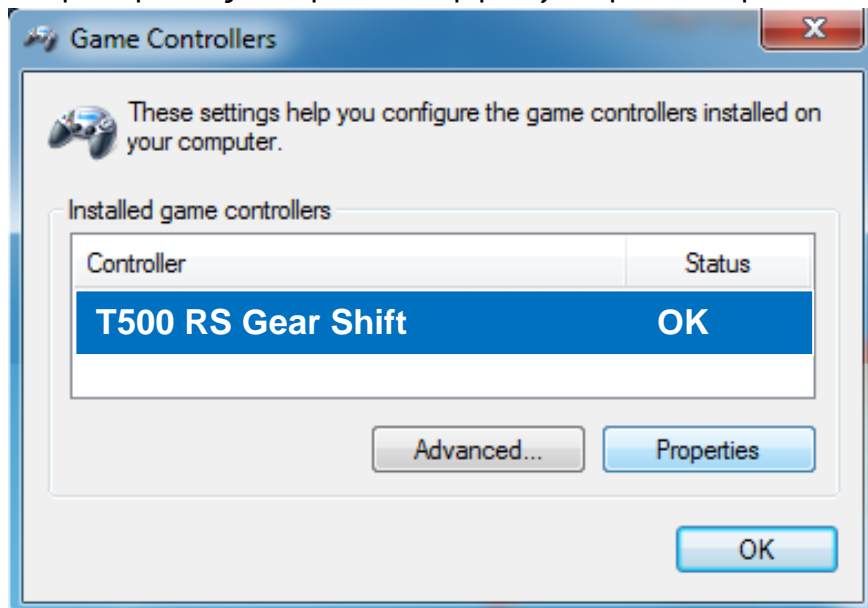 Game Controllers
These settings help you configure the game controllers installed on
your computer.
Installed game controllers
Controller Status
T500 RS Gear Shift OK
Advanced... Properties
OK